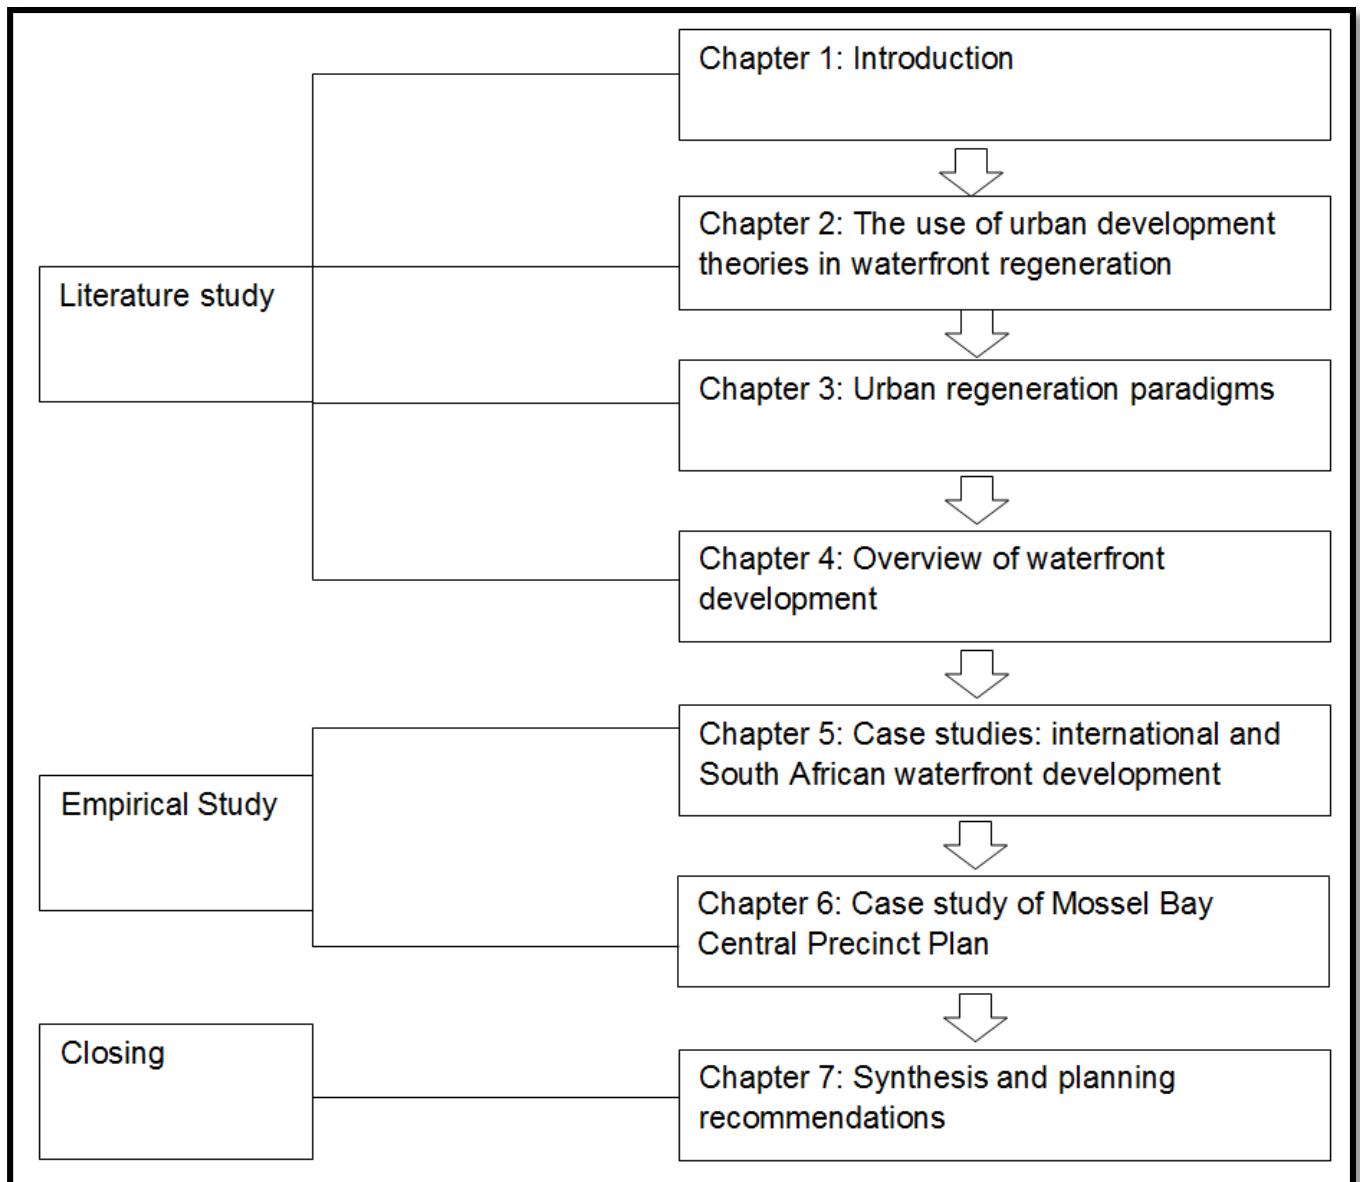 Chapter 1: Introduction
Chapter 2: The use of urban development
theories in waterfront regeneration
Literature study
Chapter 3: Urban regeneration paradigms
Chapter 4: Overview of waterfront
development
Chapter 5: Case studies: international and
South African waterfront development
Empirical Study
Chapter 6: Case study of Mossel Bay
Central Precinct Plan
Closing
Chapter 7: Synthesis and planning
recommendations